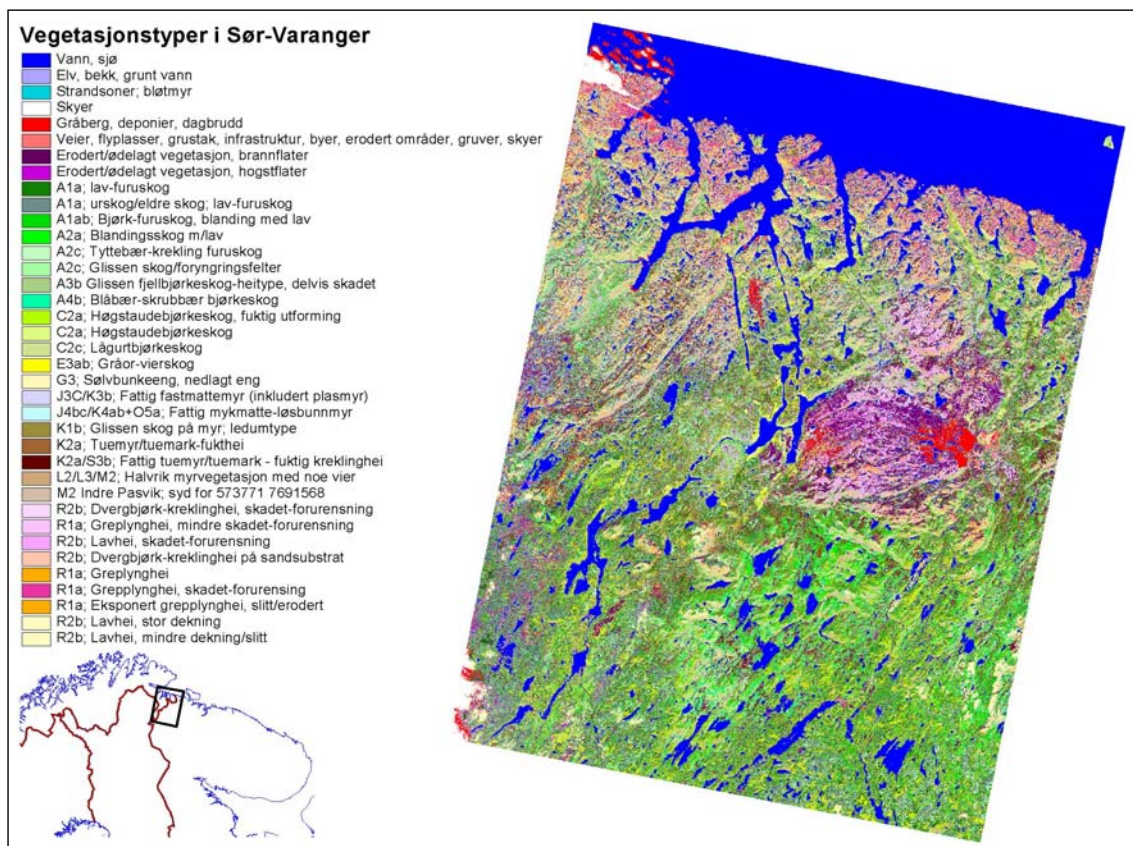 Vegetasjonstyper i Sør-Varanger
Vann, sjø
Elv, bekk, grunt vann
Strandsoner; bløtmyr
Skyer
Gråberg, deponier, dagbrudd
Veier, flyplasser, grustak, infrastruktur, byer, erodert områder, gruver, skyer
Erodert/ødelagt vegetasjon, brannflater
Erodert/ødelagt vegetasjon, hogstflater
A1a; lav-furuskog
A1a; urskog/eldre skog; lav-furuskog
A1ab; Bjørk-furuskog, blanding med lav
A2a; Blandingsskog m/lav
A2c; Tyttebær-krekling furuskog
A2c; Glissen skog/foryngringsfelter
A3b Glissen fjellbjørkeskog-heitype, delvis skadet
A4b; Blåbær-skrubbær bjørkeskog
C2a; Høgstaudebjørkeskog, fuktig utforming
C2a; Høgstaudebjørkeskog
C2c; Lågurtbjørkeskog
E3ab; Gråor-vierskog
G3; Sølvbunkeeng, nedlagt eng
J3C/K3b; Fattig fastmattemyr (inkludert plasmyr)
J4bc/K4ab+O5a; Fattig mykmatte-løsbunnmyr
K1b; Glissen skog på myr; ledumtype
K2a; Tuemyr/tuemark-fukthei
K2a/S3b; Fattig tuemyr/tuemark - fuktig kreklinghei
L2/L3/M2; Halvrik myrvegetasjon med noe vier
M2 Indre Pasvik; syd for 573771 7691568
R2b; Dvergbjørk-kreklinghei, skadet-forurensning
R1a; Greplynghei, mindre skadet-forurensning
R2b; Lavhei, skadet-forurensning
R2b; Dvergbjørk-kreklinghei på sandsubstrat
R1a; Greplynghei
R1a; Grepplynghei, skadet-forurensing
R1a; Eksponert grepplynghei, slitt/erodert
R2b; Lavhei, stor dekning
R2b; Lavhei, mindre dekning/slitt